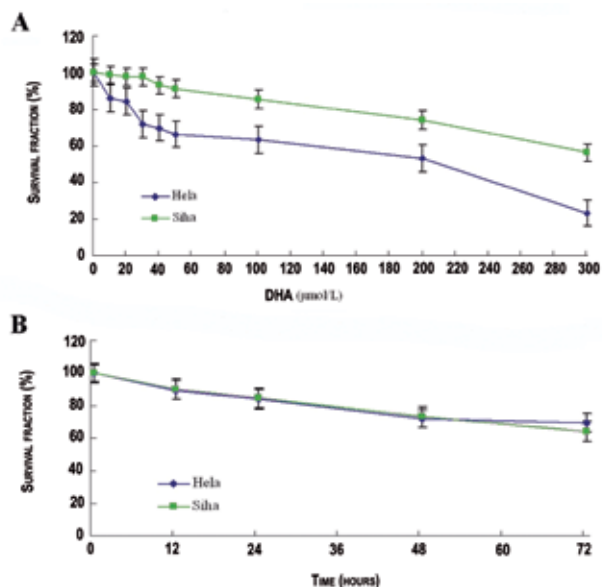 A
120
100
80
60
40
20
0
SURVIVAL FRACTION (%)
Hela
Siha
0 20 40 60 80 100 120 140 160 180 200 220 240 260 280 300
DHA (μmol/L)
B
120
100
80
60
40
20
0
SURVIVAL FRACTION (%)
Hela
Siha
0 12 24 36 48 72
TIME (HOURS)